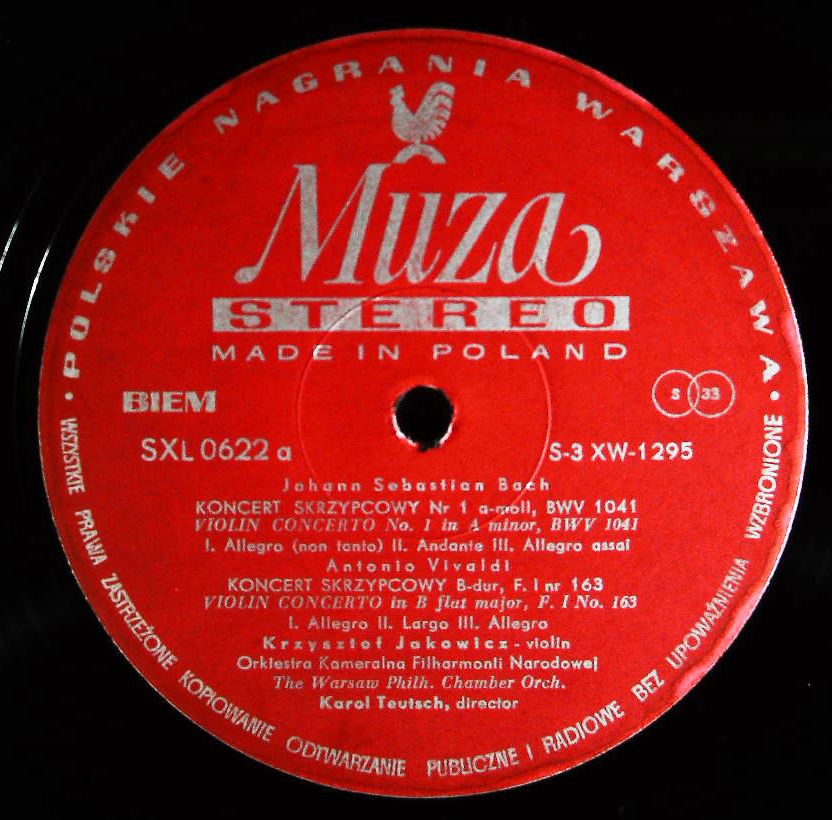 • POLSKIE NAGRANIA WARSZAWA •
Muza
STEREO
MADE IN POLAND
BIEM
S 33
SXL 0622 a
S-3 XW-1295
Johann Sebastian Bach
KONCERT SKRZYPCOWY Nr 1 a-moll, BWV 1041
VIOLIN CONCERTO No. 1 in A minor, BWV 1041
I. Allegro (non tanto) II. Andante III. Allegro assai
Antonio Vivaldi
KONCERT SKRZYPCOWY B-dur, F. I nr 163
VIOLIN CONCERTO in B flat major, F. I No. 163
I. Allegro II. Largo III. Allegro
Krzysztof Jakowicz - violin
Orkiestra Kameralna Filharmonii Narodowej
The Warsaw Philh. Chamber Orch.
Karol Teutsch, director
WSZYSTKIE PRAWA ZASTRZEŻONE KOPIOWANIE ODTWARZANIE PUBLICZNE I RADIOWE BEZ UPOWAŻNIENIA WZBRONIONE